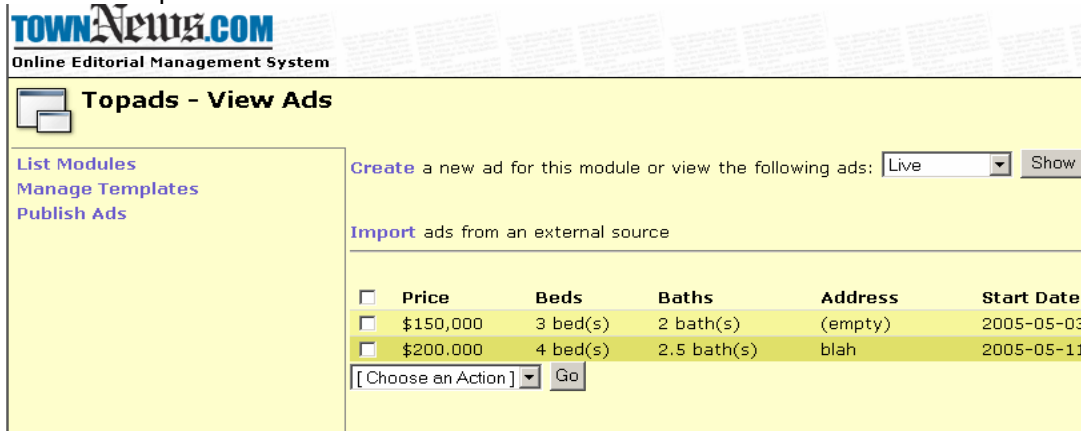 TOWNNews.COM
Online Editorial Management System
Topads - View Ads
List Modules
Manage Templates
Publish Ads
Create a new ad for this module or view the following ads: Live Show
Import ads from an external source
Price Beds Baths Address Start Date
$150,000 3 bed(s) 2 bath(s) (empty) 2005-05-03
$200.000 4 bed(s) 2.5 bath(s) blah 2005-05-11
[ Choose an Action ] Go